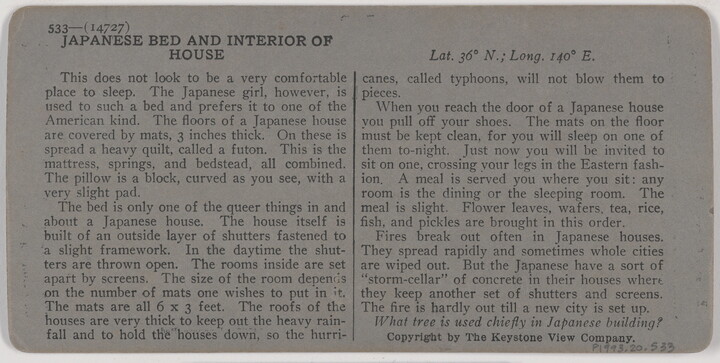 533—(14727)
JAPANESE BED AND INTERIOR OF
HOUSE
This does not look to be a very comfortable
place to sleep. The Japanese girl, however, is
used to such a bed and prefers it to one of the
American kind. The floors of a Japanese house
are covered by mats, 3 inches thick. On these is
spread a heavy quilt, called a futon. This is the
mattress, springs, and bedstead, all combined.
The pillow is a block, curved as you see, with a
very slight pad.
The bed is only one of the queer things in and
about a Japanese house. The house itself is
built of an outside layer of shutters fastened to
a slight framework. In the daytime the shut-
ters are thrown open. The rooms inside are set
apart by screens. The size of the room depends
on the number of mats one wishes to put in it.
The mats are all 6 x 3 feet. The roofs of the
houses are very thick to keep out the heavy rain-
fall and to hold the houses down, so the hurri-
Lat. 36° N.; Long. 140° E.
canes, called typhoons, will not blow them to
pieces.
When you reach the door of a Japanese house
you pull off your shoes. The mats on the floor
must be kept clean, for you will sleep on one of
them to-night. Just now you will be invited to
sit on one, crossing your legs in the Eastern fash-
ion. A meal is served you where you sit: any
room is the dining or the sleeping room. The
meal is slight. Flower leaves, wafers, tea, rice,
fish, and pickles are brought in this order.
Fires break out often in Japanese houses.
They spread rapidly and sometimes whole cities
are wiped out. But the Japanese have a sort of
"storm-cellar" of concrete in their houses where
they keep another set of shutters and screens.
The fire is hardly out till a new city is set up.
What tree is used chiefly in Japanese building?
Copyright by The Keystone View Company.
P1993.20.533